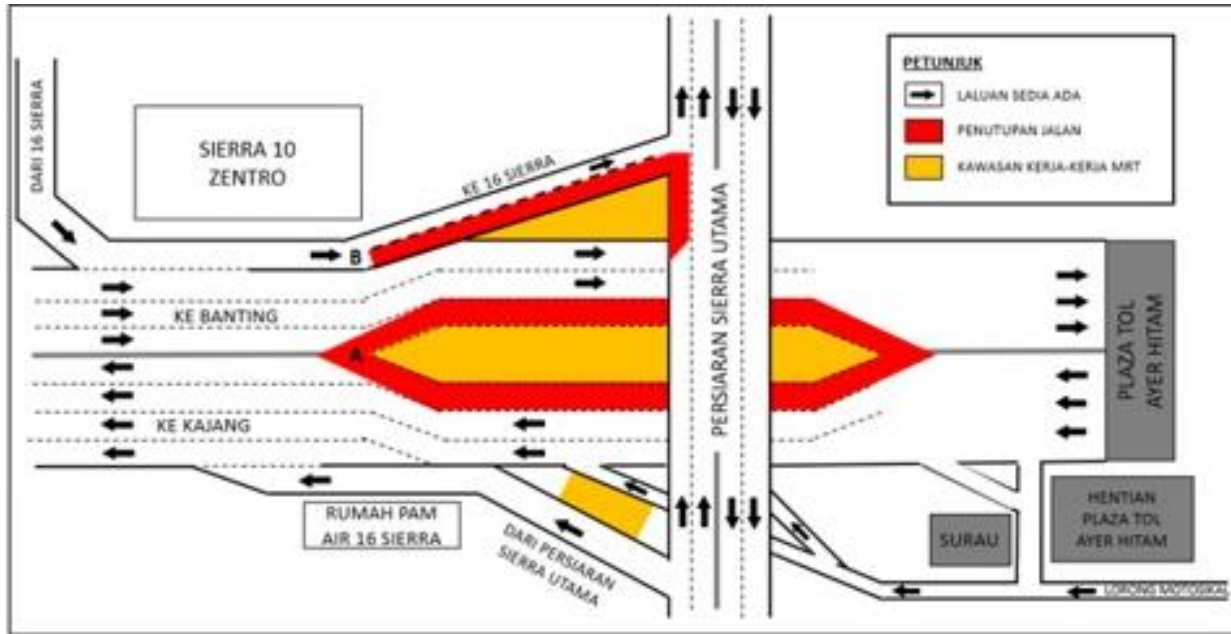 DARI 16 SIERRA
SIERRA 10
ZENTRO
KE 16 SIERRA
PERSIARAN SIERRA UTAMA
PETUNJUK
LALUAN SEDIA ADA
PENUTUPAN JALAN
KAWASAN KERJA-KERJA MRT
B
KE BANTING
A
KE KAJANG
PLAZA TOL
AYER HITAM
RUMAH PAM
AIR 16 SIERRA
DARI PERSIARAN
SIERRA UTAMA
SURAU
HENTIAN
PLAZA TOL
AYER HITAM
LORONG MOTOSIKAL